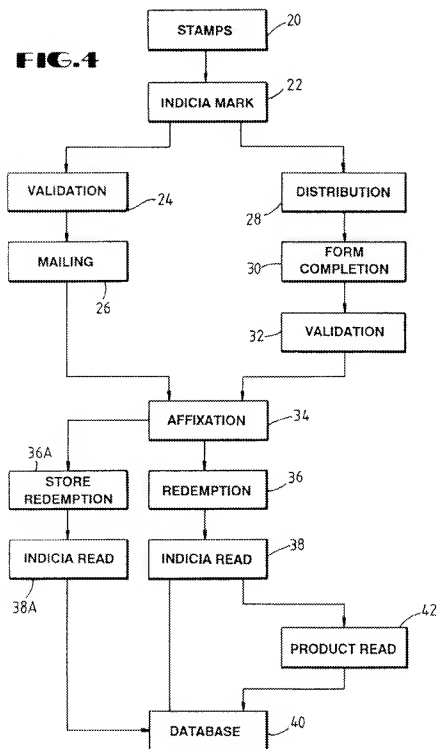 FIG.4
STAMPS
20
INDICIA MARK
22
VALIDATION
24
DISTRIBUTION
28
MAILING
26
FORM
COMPLETION
30
VALIDATION
32
AFFIXATION
34
36A
STORE
REDEMPTION
REDEMPTION
36
INDICIA READ
38A
INDICIA READ
38
PRODUCT READ
42
DATABASE
40